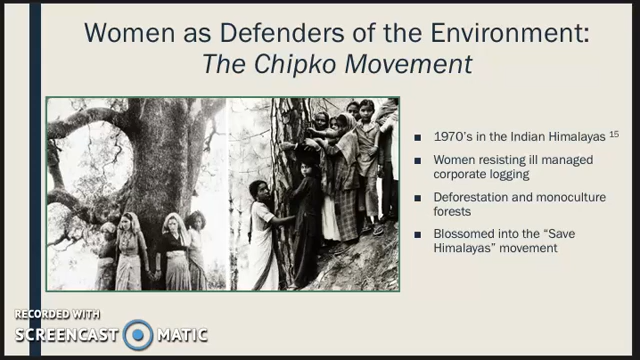 Women as Defenders of the Environment:
The Chipko Movement
1970's in the Indian Himalayas 15
Women resisting ill managed
corporate logging
Deforestation and monoculture
forests
Blossomed into the "Save
Himalayas" movement
RECORDED WITH
SCREENCAST MATIC